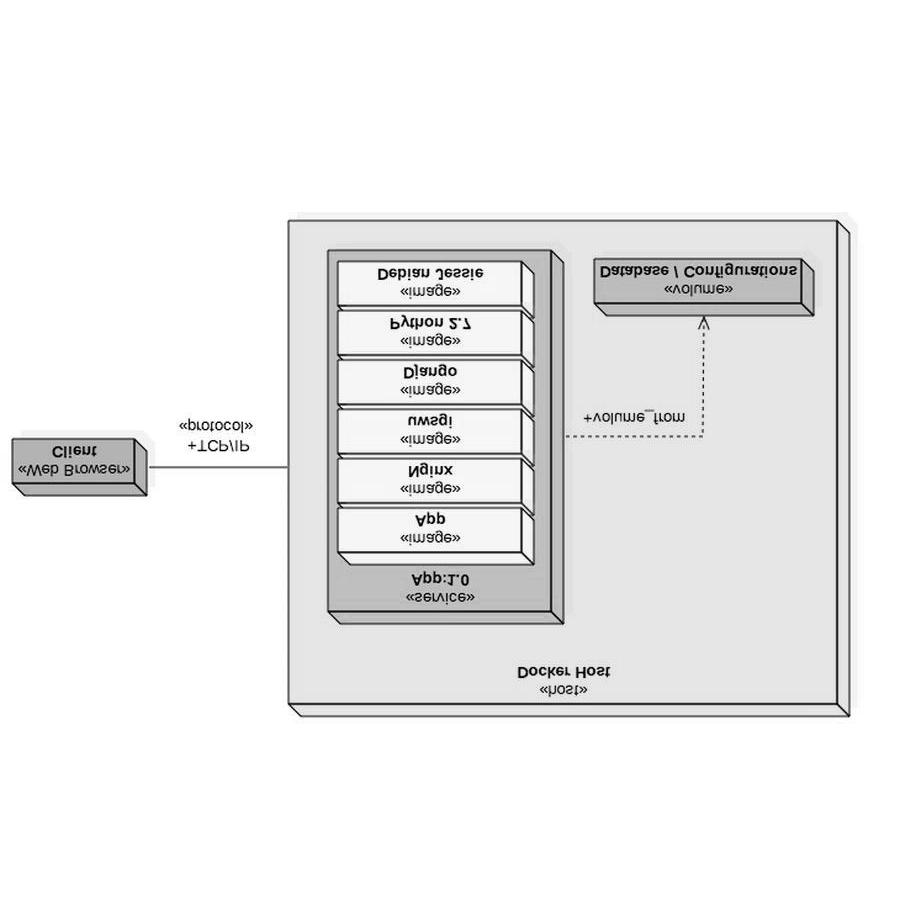 «host»
Docker Host
«service»
App:1.0
«image»
App
«image»
Nginx
«image»
uwsgi
«image»
Django
«image»
Python 2.7
«image»
Debian Jessie
«Web Browser»
Client
+TCP/IP
«protocol»
+volume_from
«volume»
Database / Configurations